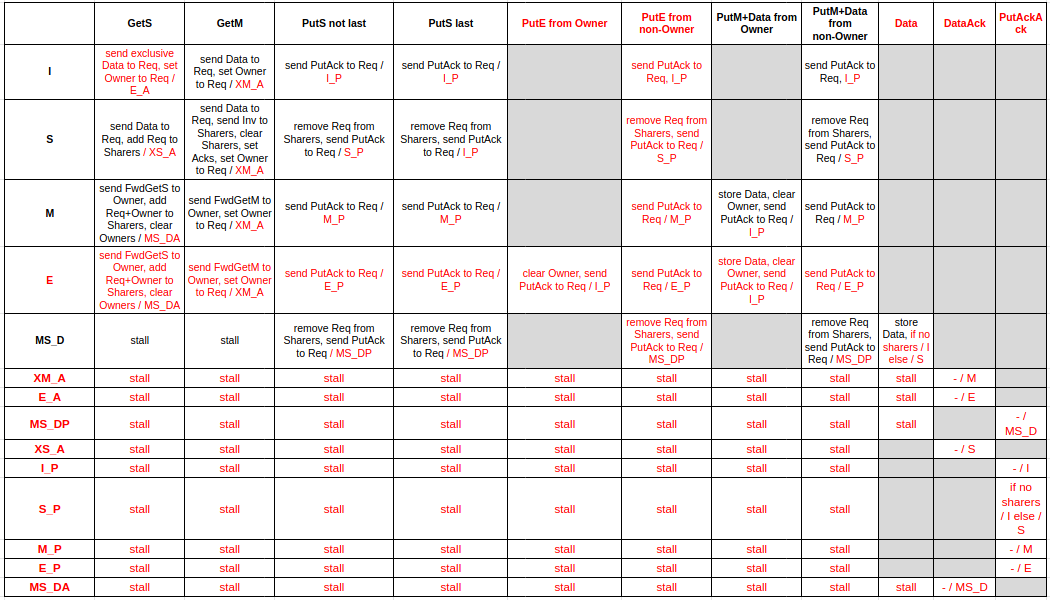 GetS GetM PutS not last PutS last PutE from Owner PutE from non-Owner PutM+Data from Owner PutM+Data from non-Owner Data DataAck PutAckAck
I
send exclusive
Data to Req, set
Owner to Req /
E_A
send Data to
Req, set Owner
to Req / XM_A
send PutAck to Req /
I_P
send PutAck to Req /
I_P
send PutAck to
Req, I_P
send PutAck to
Req, I_P
S
send Data to
Req, add Req to
Sharers / XS_A
send Data to
Req, send Inv to
Sharers, clear
Sharers, set
Acks, set Owner
to Req / XM_A
remove Req from
Sharers, send PutAck
to Req / S_P
remove Req from
Sharers, send PutAck
to Req / I_P
remove Req from
Sharers, send
PutAck to Req /
S_P
remove Req
from Sharers,
send PutAck to
Req / S_P
M
send FwdGetS to
Owner, add
Req+Owner to
Sharers, clear
Owners / MS_DA
send FwdGetM to
Owner, set Owner
to Req / XM_A
send PutAck to Req /
M_P
send PutAck to Req /
M_P
send PutAck to
Req / M_P
store Data, clear
Owner, send
PutAck to Req /
I_P
send PutAck to
Req / M_P
E
send FwdGetS to
Owner, add
Req+Owner to
Sharers, clear
Owners / MS_DA
send FwdGetM to
Owner, set Owner
to Req / XM_A
send PutAck to Req /
E_P
send PutAck to Req /
E_P
clear Owner, send
PutAck to Req / I_P
send PutAck to
Req / E_P
store Data, clear
Owner, send
PutAck to Req /
I_P
send PutAck to
Req / E_P
MS_D
stall
stall
remove Req from
Sharers, send PutAck
to Req / MS_DP
remove Req from
Sharers, send PutAck
to Req / MS_DP
remove Req from
Sharers, send
PutAck to Req /
MS_DP
remove Req
from Sharers,
send PutAck to
Req / MS_DP
store
Data, if no
sharers / I
else / S
XM_A stall stall stall stall stall stall stall stall stall - / M
E_A stall stall stall stall stall stall stall stall stall - / E
MS_DP stall stall stall stall stall stall stall stall stall - /
MS_D
XS_A stall stall stall stall stall stall stall stall - / S
I_P stall stall stall stall stall stall stall stall - / I
S_P stall stall stall stall stall stall stall stall
if no
sharers
/ I else /
S
M_P stall stall stall stall stall stall stall stall - / M
E_P stall stall stall stall stall stall stall stall - / E
MS_DA stall stall stall stall stall stall stall stall stall - / MS_D